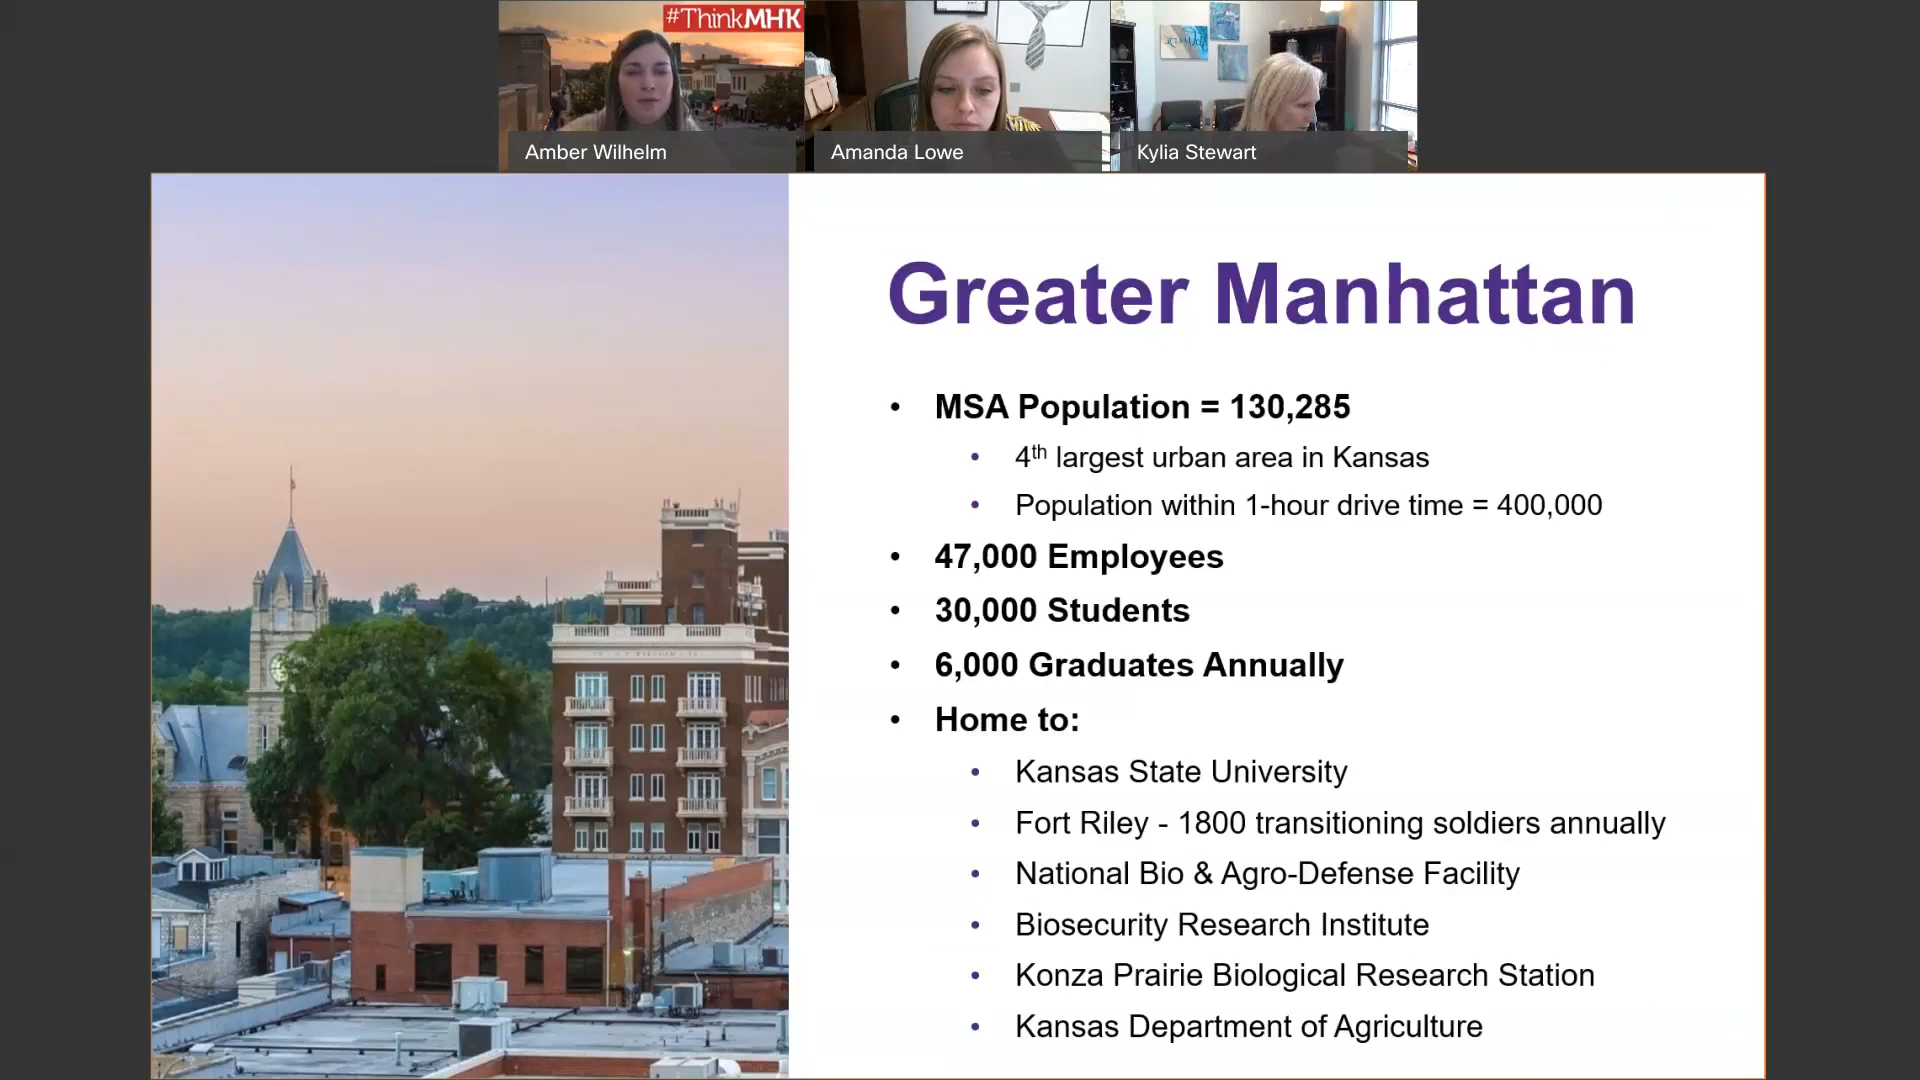 #ThinkMHK
Amber Wilhelm
Amanda Lowe
Kylia Stewart
Greater Manhattan
• MSA Population = 130,285
• 4th largest urban area in Kansas
• Population within 1-hour drive time = 400,000
• 47,000 Employees
• 30,000 Students
• 6,000 Graduates Annually
• Home to:
• Kansas State University
• Fort Riley - 1800 transitioning soldiers annually
• National Bio & Agro-Defense Facility
• Biosecurity Research Institute
• Konza Prairie Biological Research Station
• Kansas Department of Agriculture